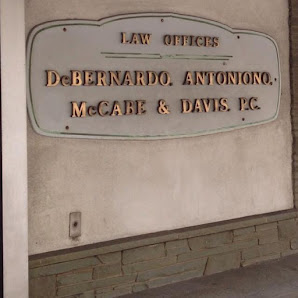 LAW OFFICES
DeBERNARDO, ANTONIONO,
McCABE & DAVIS, P.C.